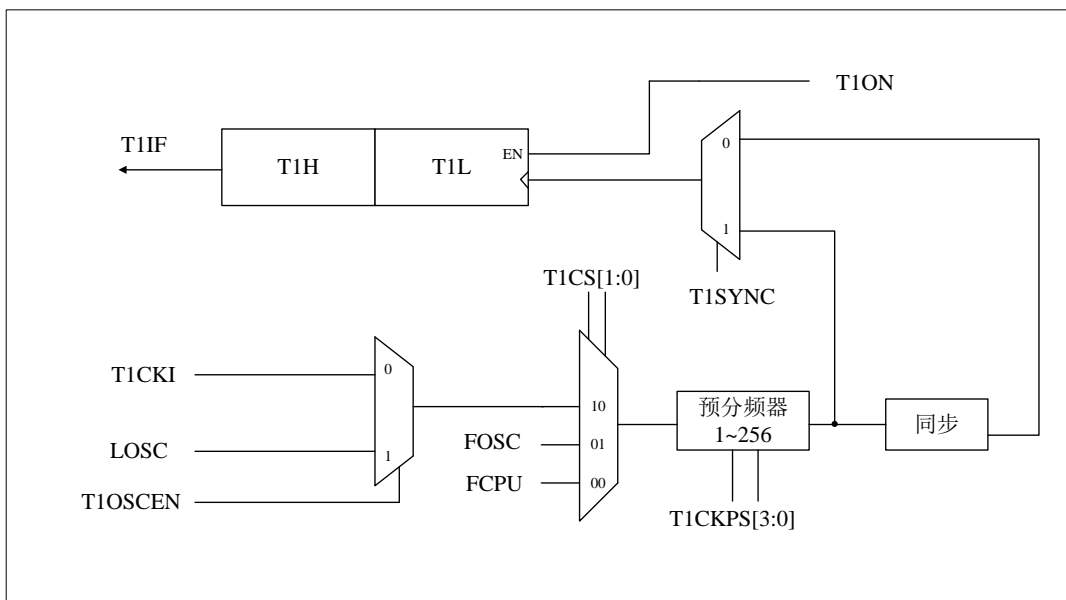 T1ON
T1IF
T1H
T1L
EN
0
1
T1SYNC
T1CS[1:0]
T1CKI
0
LOSC
1
T1OSCEN
10
FOSC
01
FCPU
00
预分频器
1~256
同步
T1CKPS[3:0]